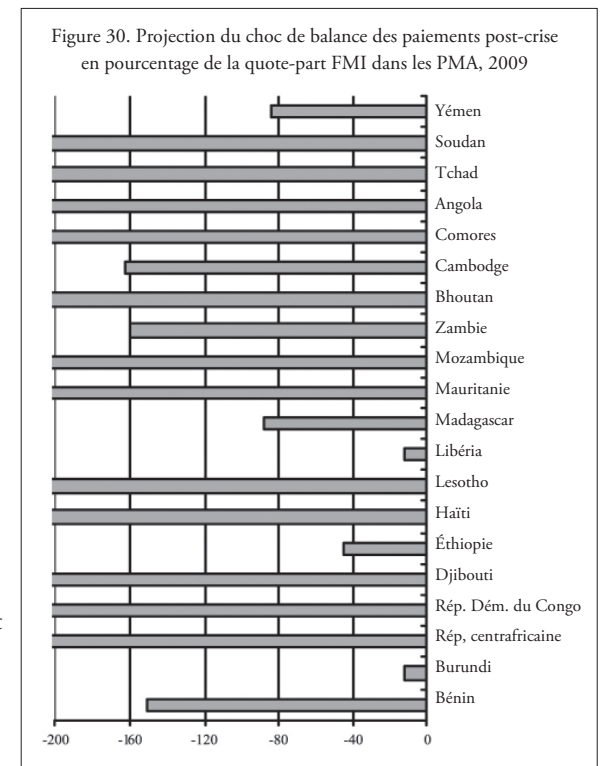 Figure 30. Projection du choc de balance des paiements post-crise
en pourcentage de la quote-part FMI dans les PMA, 2009
Yémen
Soudan
Tchad
Angola
Comores
Cambodge
Bhoutan
Zambie
Mozambique
Mauritanie
Madagascar
Libéria
Lesotho
Haïti
Éthiopie
Djibouti
Rép. Dém. du Congo
Rép, centrafricaine
Burundi
Bénin
-200 -160 -120 -80 -40 0